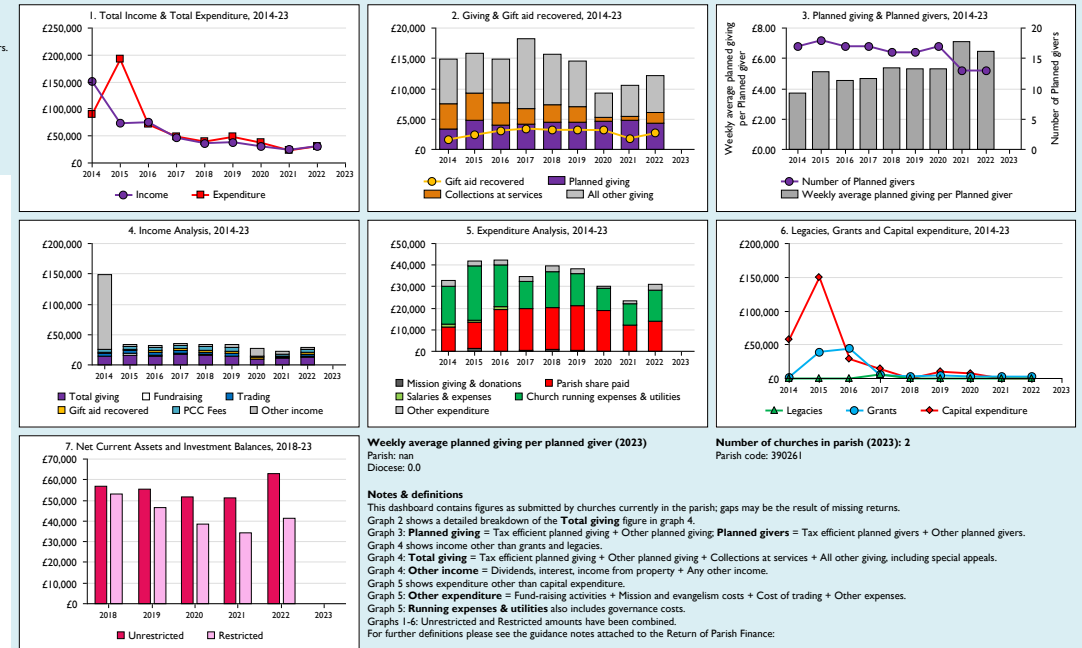 rs.
1. Total Income & Total Expenditure, 2014-23
£250,000
£200,000
£150,000
£100,000
£50,000
£0
2014 2015 2016 2017 2018 2019 2020 2021 2022 2023
Income Expenditure
2. Giving & Gift aid recovered, 2014-23
£20,000
£15,000
£10,000
£5,000
£0
2014 2015 2016 2017 2018 2019 2020 2021 2022 2023
Gift aid recovered Planned giving
Collections at services All other giving
3. Planned giving & Planned givers, 2014-23
Weekly average planned giving
per Planned giver
£8.00
£6.00
£4.00
£2.00
£0.00
20
15
10
5
0
Number of Planned givers
2014 2015 2016 2017 2018 2019 2020 2021 2022 2023
Number of Planned givers
Weekly average planned giving per Planned giver
4. Income Analysis, 2014-23
£200,000
£150,000
£100,000
£50,000
£0
2014 2015 2016 2017 2018 2019 2020 2021 2022 2023
Total giving Fundraising Trading
Gift aid recovered PCC Fees Other income
5. Expenditure Analysis, 2014-23
£50,000
£40,000
£30,000
£20,000
£10,000
£0
2014 2015 2016 2017 2018 2019 2020 2021 2022 2023
Mission giving & donations Parish share paid
Salaries & expenses Church running expenses & utilities
Other expenditure
6. Legacies, Grants and Capital expenditure, 2014-23
£200,000
£150,000
£100,000
£50,000
£0
2014 2015 2016 2017 2018 2019 2020 2021 2022 2023
Legacies Grants Capital expenditure
7. Net Current Assets and Investment Balances, 2018-23
£70,000
£60,000
£50,000
£40,000
£30,000
£20,000
£10,000
£0
2018 2019 2020 2021 2022 2023
Unrestricted Restricted
Weekly average planned giving per planned giver (2023)
Parish: nan
Diocese: 0.0
Number of churches in parish (2023): 2
Parish code: 390261
Notes & definitions
This dashboard contains figures as submitted by churches currently in the parish; gaps may be the result of missing returns.
Graph 2 shows a detailed breakdown of the Total giving figure in graph 4.
Graph 3: Planned giving = Tax efficient planned giving + Other planned giving; Planned givers = Tax efficient planned givers + Other planned givers.
Graph 4 shows income other than grants and legacies.
Graph 4: Total giving = Tax efficient planned giving + Other planned giving + Collections at services + All other giving, including special appeals.
Graph 4: Other income = Dividends, interest, income from property + Any other income.
Graph 5 shows expenditure other than capital expenditure.
Graph 5: Other expenditure = Fund-raising activities + Mission and evangelism costs + Cost of trading + Other expenses.
Graph 5: Running expenses & utilities also includes governance costs.
Graphs 1-6: Unrestricted and Restricted amounts have been combined.
For further definitions please see the guidance notes attached to the Return of Parish Finance: